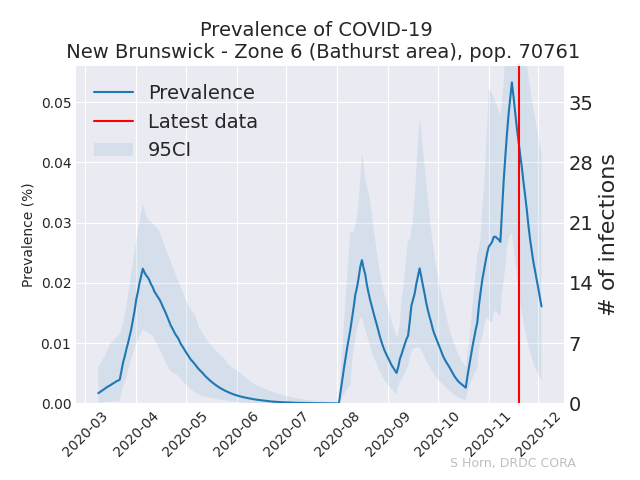 Prevalence of COVID-19
New Brunswick - Zone 6 (Bathurst area), pop. 70761
Prevalence
Latest data
95CI
Prevalence (%)
0.05
0.04
0.03
0.02
0.01
0.00
35
28
21
14
7
0
# of infections
2020-03
2020-04
2020-05
2020-06
2020-07
2020-08
2020-09
2020-10
2020-11
2020-12
S Horn, DRDC CORA